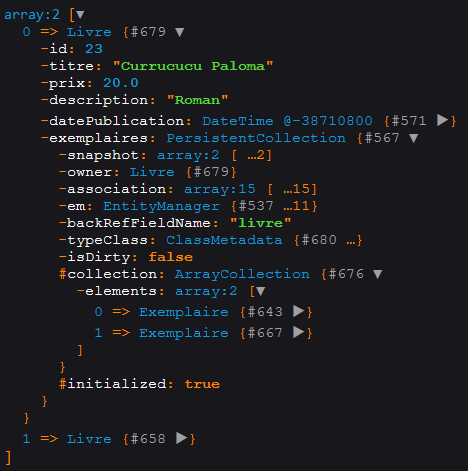 array:2 [▼
0 => Livre {#679 ▼
-id: 23
-titre: "Currucucu Paloma"
-prix: 20.0
-description: "Roman"
-datePublication: DateTime @-38710800 {#571 ▶}
-exemplaires: PersistentCollection {#567 ▼
-snapshot: array:2 [ …2]
-owner: Livre {#679}
-association: array:15 [ …15]
-em: EntityManager {#537 …11}
-backRefFieldName: "livre"
-typeClass: ClassMetadata {#680 …}
-isDirty: false
#collection: ArrayCollection {#676 ▼
-elements: array:2 [▼
0 => Exemplaire {#643 ▶}
1 => Exemplaire {#667 ▶}
]
}
#initialized: true
}
}
1 => Livre {#658 ▶}
]